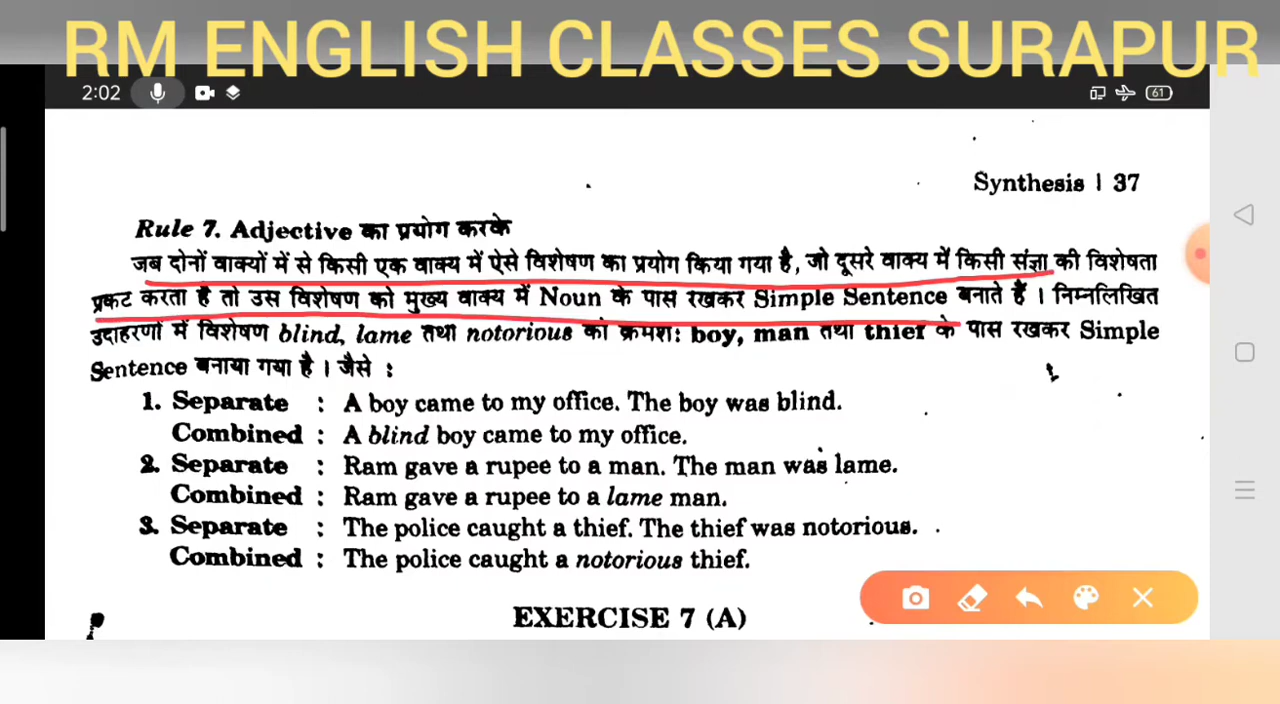 RM ENGLISH CLASSES SURAPUR
2:02
61
Synthesis | 37
Rule 7. Adjective का प्रयोग करके
जब दोनों वाक्यों में से किसी एक वाक्य में ऐसे विशेषण का प्रयोग किया गया है, जो दूसरे वाक्य में किसी संज्ञा की विशेषता
प्रकट करता है तो उस विशेषण को मुख्य वाक्य में Noun के पास रखकर Simple Sentence बनाते हैं। निम्नलिखित
उदाहरणों में विशेषण blind, lame तथा notorious को क्रमश: boy, man तथा thief के पास रखकर Simple
Sentence बनाया गया है। जैसे :
1. Separate : A boy came to my office. The boy was blind.
Combined : A blind boy came to my office.
2. Separate : Ram gave a rupee to a man. The man was lame.
Combined : Ram gave a rupee to a lame man.
3. Separate : The police caught a thief. The thief was notorious.
Combined : The police caught a notorious thief.
EXERCISE 7 (A)